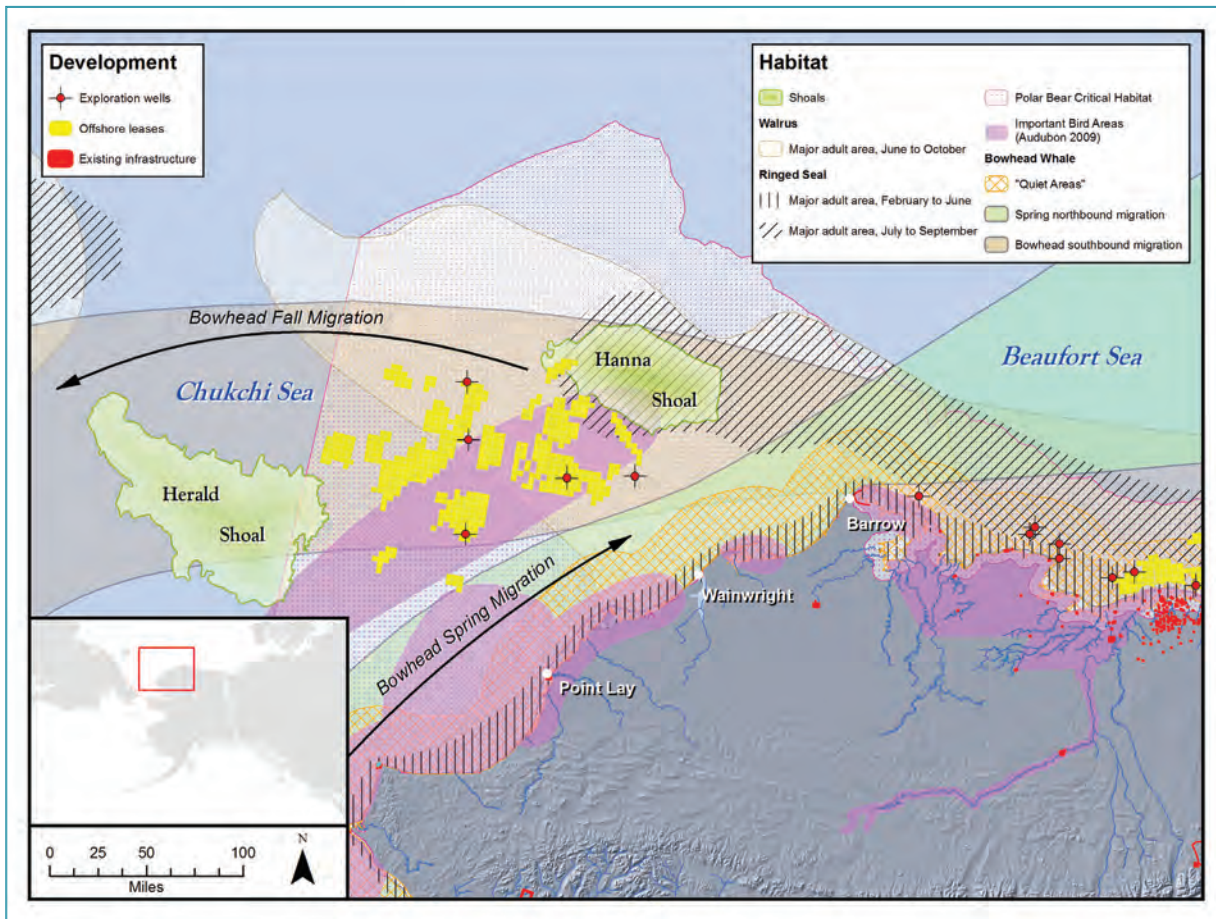 Development
Exploration wells
Offshore leases
Existing infrastructure
Habitat
Shoals
Walrus
Major adult area, June to October
Ringed Seal
Major adult area, February to June
Major adult area, July to September
Polar Bear Critical Habitat
Important Bird Areas
(Audubon 2009)
Bowhead Whale
"Quiet Areas"
Spring northbound migration
Bowhead southbound migration
Bowhead Fall Migration
Chukchi Sea
Beaufort Sea
Hanna
Shoal
Herald
Shoal
Barrow
Wainwright
Bowhead Spring Migration
Point Lay
0 25 50 100
Miles
N